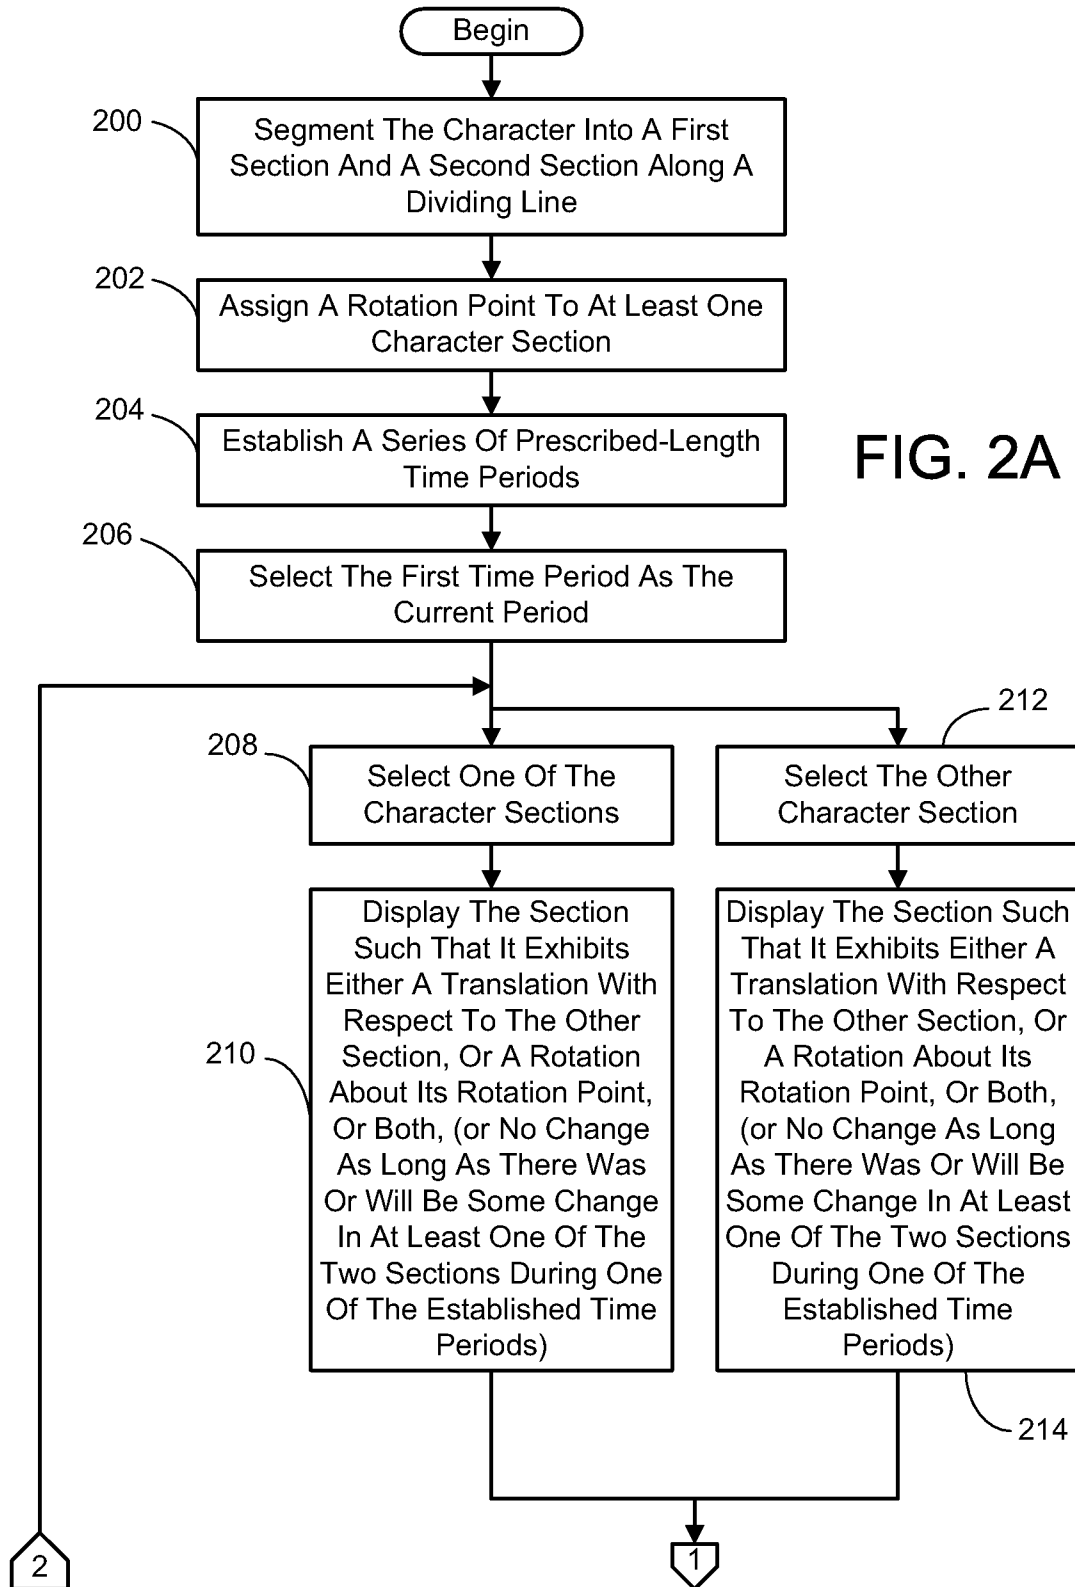 Begin
200
Segment The Character Into A First
Section And A Second Section Along A
Dividing Line
202
Assign A Rotation Point To At Least One
Character Section
204
Establish A Series Of Prescribed-Length
Time Periods
FIG. 2A
206
Select The First Time Period As The
Current Period
208
Select One Of The
Character Sections
212
Select The Other
Character Section
210
Display The Section
Such That It Exhibits
Either A Translation With
Respect To The Other
Section, Or A Rotation
About Its Rotation Point,
Or Both, (or No Change
As Long As There Was
Or Will Be Some Change
In At Least One Of The
Two Sections During One
Of The Established Time
Periods)
Display The Section Such
That It Exhibits Either A
Translation With Respect
To The Other Section, Or
A Rotation About Its
Rotation Point, Or Both,
(or No Change As Long
As There Was Or Will Be
Some Change In At Least
One Of The Two Sections
During One Of The
Established Time
Periods)
214
2
1